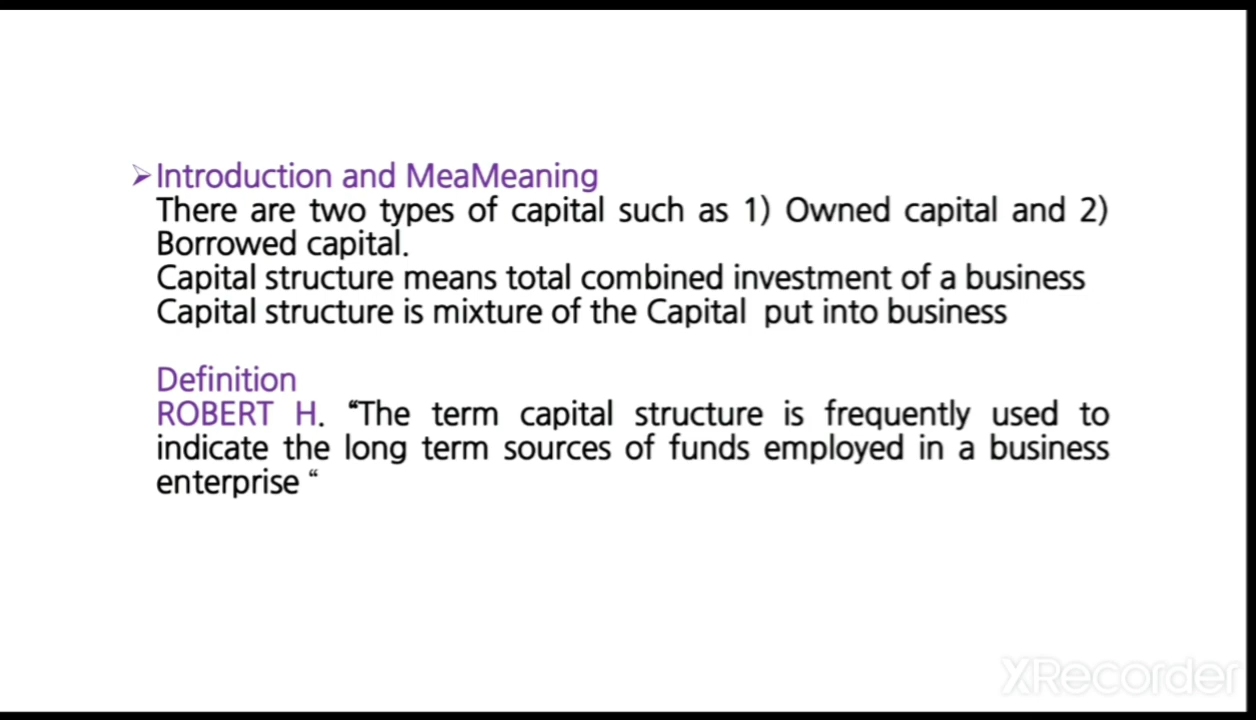 ➢Introduction and MeaMeaning
There are two types of capital such as 1) Owned capital and 2)
Borrowed capital.
Capital structure means total combined investment of a business
Capital structure is mixture of the Capital put into business
Definition
ROBERT H. “The term capital structure is frequently used to
indicate the long term sources of funds employed in a business
enterprise “
XRecorder